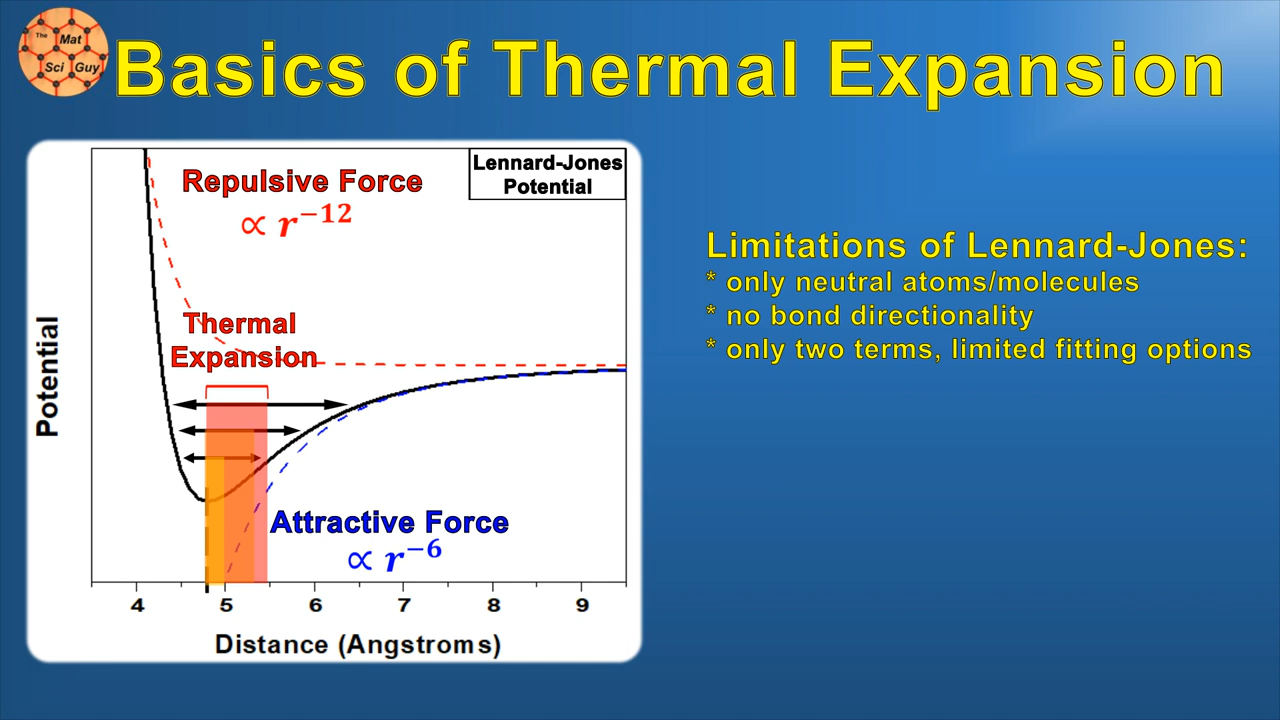 The
Mat
Sci Guy
Basics of Thermal Expansion
Lennard-Jones
Potential
Repulsive Force
∝ r⁻¹²
Thermal
Expansion
Attractive Force
∝ r⁻⁶
Potential
4 5 6 7 8 9
Distance (Angstroms)
Limitations of Lennard-Jones:
* only neutral atoms/molecules
* no bond directionality
* only two terms, limited fitting options